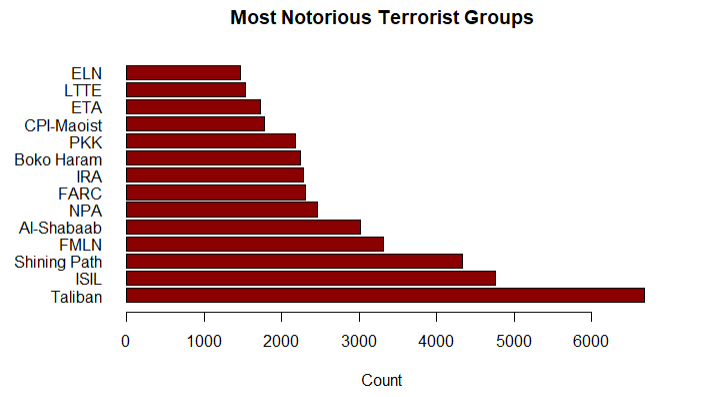 Most Notorious Terrorist Groups
ELN
LTTE
ETA
CPI-Maoist
PKK
Boko Haram
IRA
FARC
NPA
Al-Shabaab
FMLN
Shining Path
ISIL
Taliban
0 1000 2000 3000 4000 5000 6000
Count